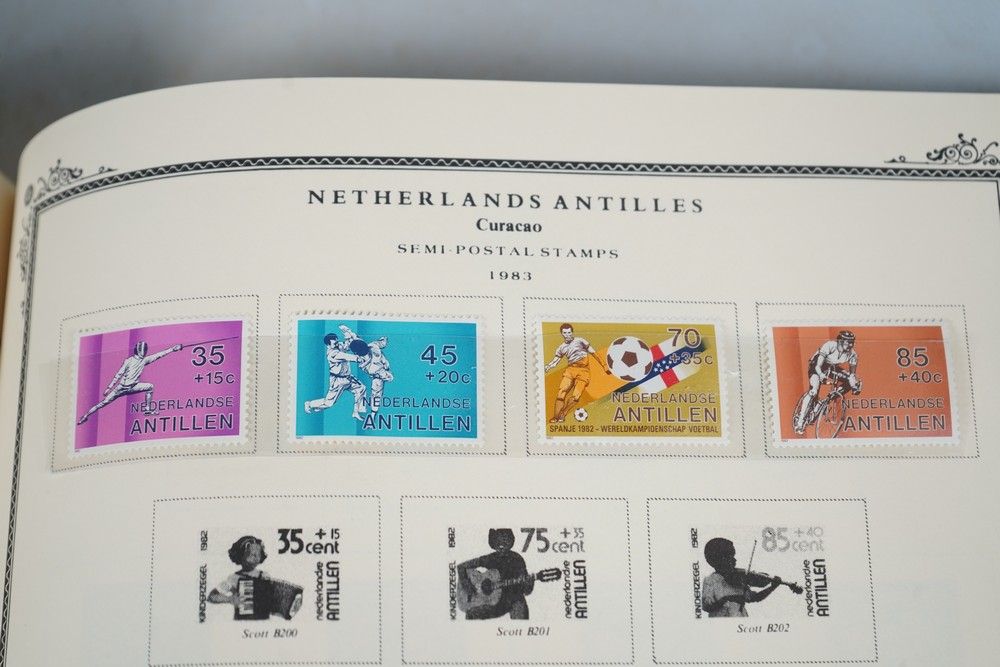 NETHERLANDS ANTILLES
Curacao
SEMI-POSTAL STAMPS
1983
35
+15c
NEDERLANDSE
ANTILLEN
45
+20c
NEDERLANDSE
ANTILLEN
70
+35c
NEDERLANDSE
ANTILLEN
SPANJE 1982 - WERELDKAMPIOENSCHAP VOETBAL
85
+40c
NEDERLANDSE
ANTILLEN
KINDERZEGEL 1982
35+15
cent
nederlandse
ANTILLEN
Scott B200
KINDERZEGEL 1982
75+35
cent
nederlandse
ANTILLEN
Scott B201
KINDERZEGEL 1982
85+40
cent
nederlandse
ANTILLEN
Scott B202